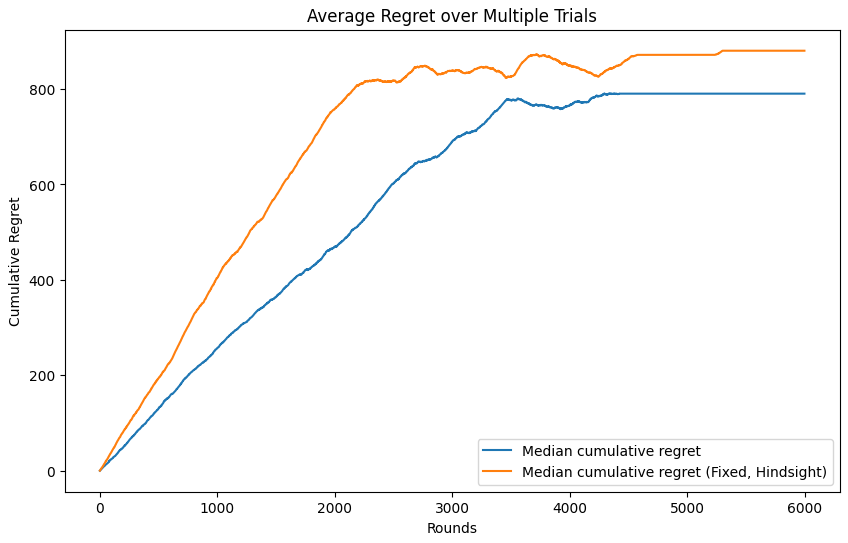 Average Regret over Multiple Trials
Cumulative Regret
800
600
400
200
0
Median cumulative regret
Median cumulative regret (Fixed, Hindsight)
0 1000 2000 3000 4000 5000 6000
Rounds